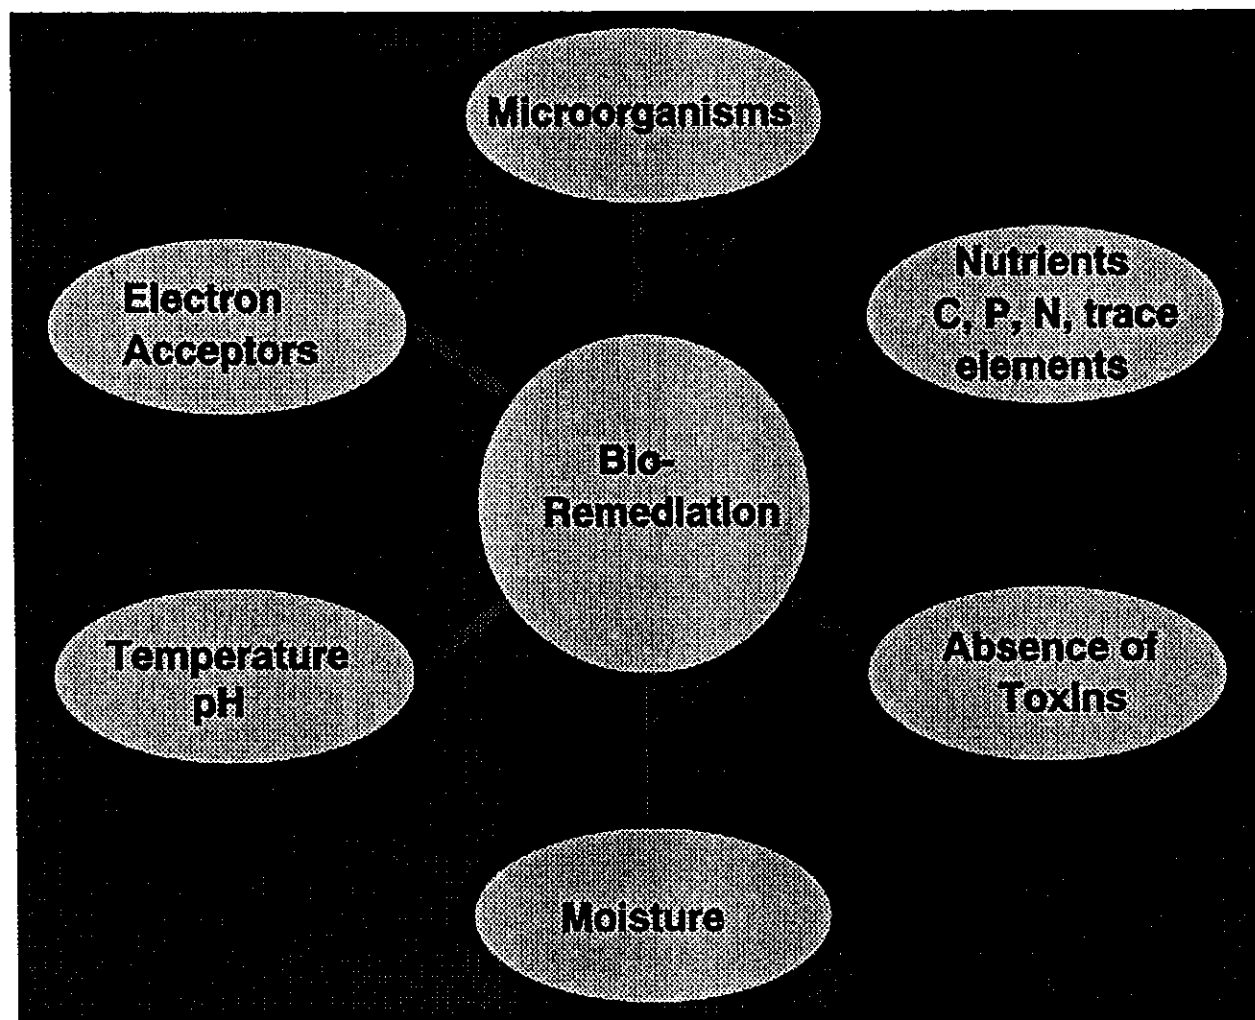 Microorganisms
Electron
Acceptors
Nutrients
C, P, N, trace
elements
Bio-
Remediation
Temperature
pH
Absence of
Toxins
Moisture